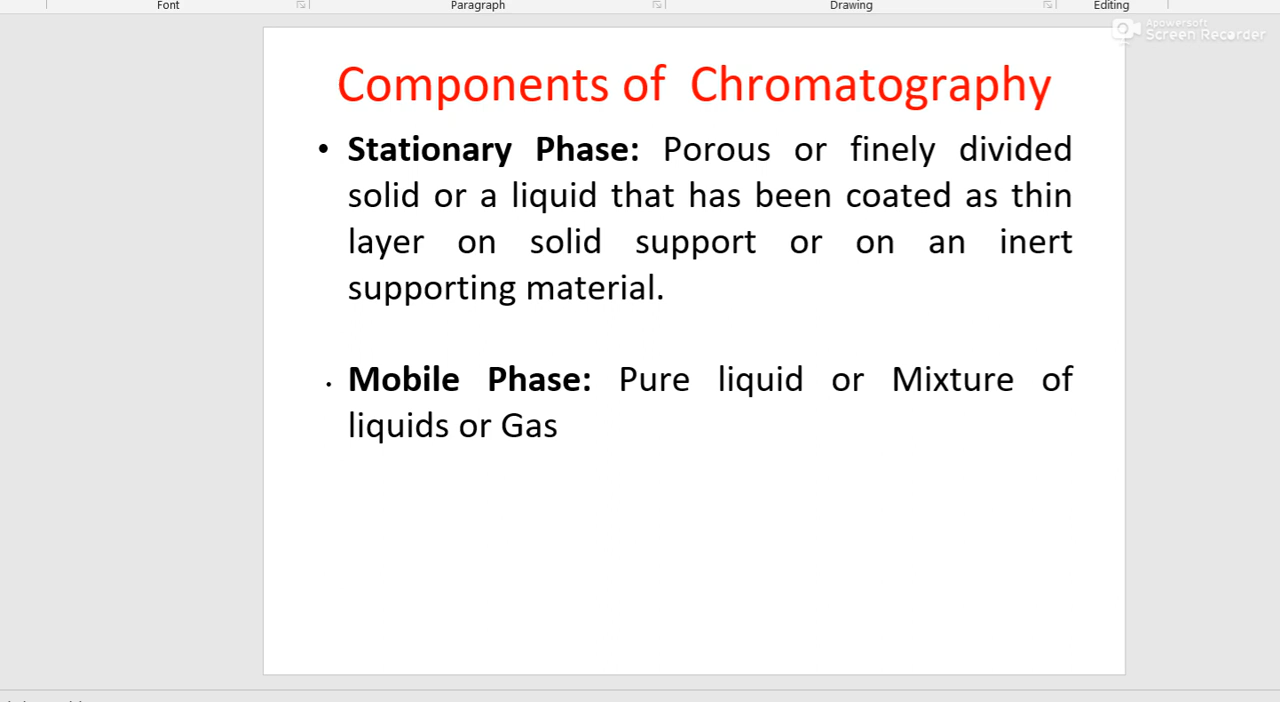 Font Paragraph Drawing Editing
Apowersoft
Screen Recorder
Components of Chromatography
• Stationary Phase: Porous or finely divided
solid or a liquid that has been coated as thin
layer on solid support or on an inert
supporting material.
• Mobile Phase: Pure liquid or Mixture of
liquids or Gas